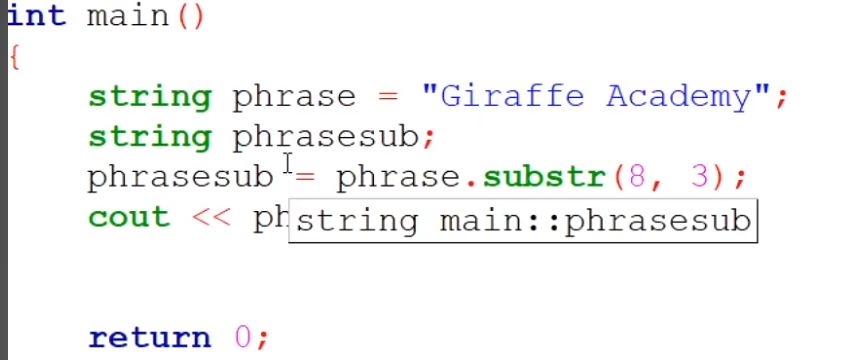 int main()
{
string phrase = "Giraffe Academy";
string phrasesub;
phrasesub = phrase.substr(8, 3);
cout << ph
string main::phrasesub
return 0;